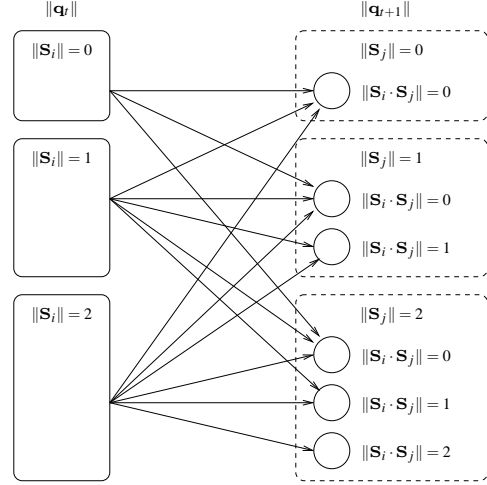 ‖q_t‖
‖q_{t+1}‖
‖S_i‖ = 0
‖S_j‖ = 0
‖S_i · S_j‖ = 0
‖S_i‖ = 1
‖S_j‖ = 1
‖S_i · S_j‖ = 0
‖S_i · S_j‖ = 1
‖S_i‖ = 2
‖S_j‖ = 2
‖S_i · S_j‖ = 0
‖S_i · S_j‖ = 1
‖S_i · S_j‖ = 2